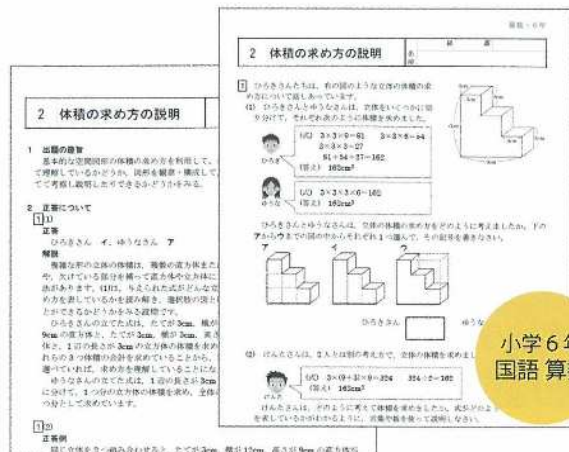 算数-6年
2 体積の求め方の説明
組 番
名前
1 ひろきさんたちは、右の図のような立体の体積の求
め方について話しあっています。
(1) ひろきさんとゆうなさんは、立体をいくつかに切
り分けて、それぞれ次のように体積を求めました。
ひろき
(式) 3×3×9=81 3×3×6=54
3×3×3=27
81+54+27=162
(答え) 162cm³
ゆうな
(式) 3×3×3×6=162
(答え) 162cm³
ひろきさんとゆうなさんは、立体の体積の求め方をどのように考えましたか。下の
アからウまでの図の中からそれぞれ1つ選んで、その記号を書きなさい。
ア イ ウ
ひろきさん ゆうな
(2) けんたさんは、2人とは別の考え方で、立体の体積を求めまし
けんた
(式) 3×(9+3)×9=324 324÷2=162
(答え) 162cm³
けんたさんは、どのように考えて体積を求めましたか。式がどのよう
を表しているかがわかるように、言葉や図を使って説明しなさい。
小学6年
国語 算
2 体積の求め方の説明
1 出題の趣旨
基本的な空間図形の体積の求め方を利用して、
て理解しているかどうか、図形を観察・構成して、
てて考察し説明したりできるかどうかをみる。
2 正答について
1(1)
正答
ひろきさん イ、ゆうなさん ア
解説
複雑な形の立体の体積は、複数の直方体また
や、欠けている部分を補って直方体や立方体に
法があります。(1)は、与えられた式がどんな立
め方を表しているかを読み解き、選択肢の図と
とができるかどうかをみる設問です。
ひろきさんの立てた式は、たてが3cm、横が
9cmの直方体と、たてが3cm、横が3cm、高さ
体と、1辺の長さが3cmの立方体の体積を求め
れらの3つ体積の合計を求めていることから、
選べていれば、求め方を理解していることにな
ゆうなさんの立てた式は、1辺の長さが3cm
に分けて、1つ分の立方体の体積を求め、全体
つ分として求めています。
1(2)
正答例
同じ立体を2つ組み合わせると、たてが3cm、横が12cm、高さが9cmの直方体が